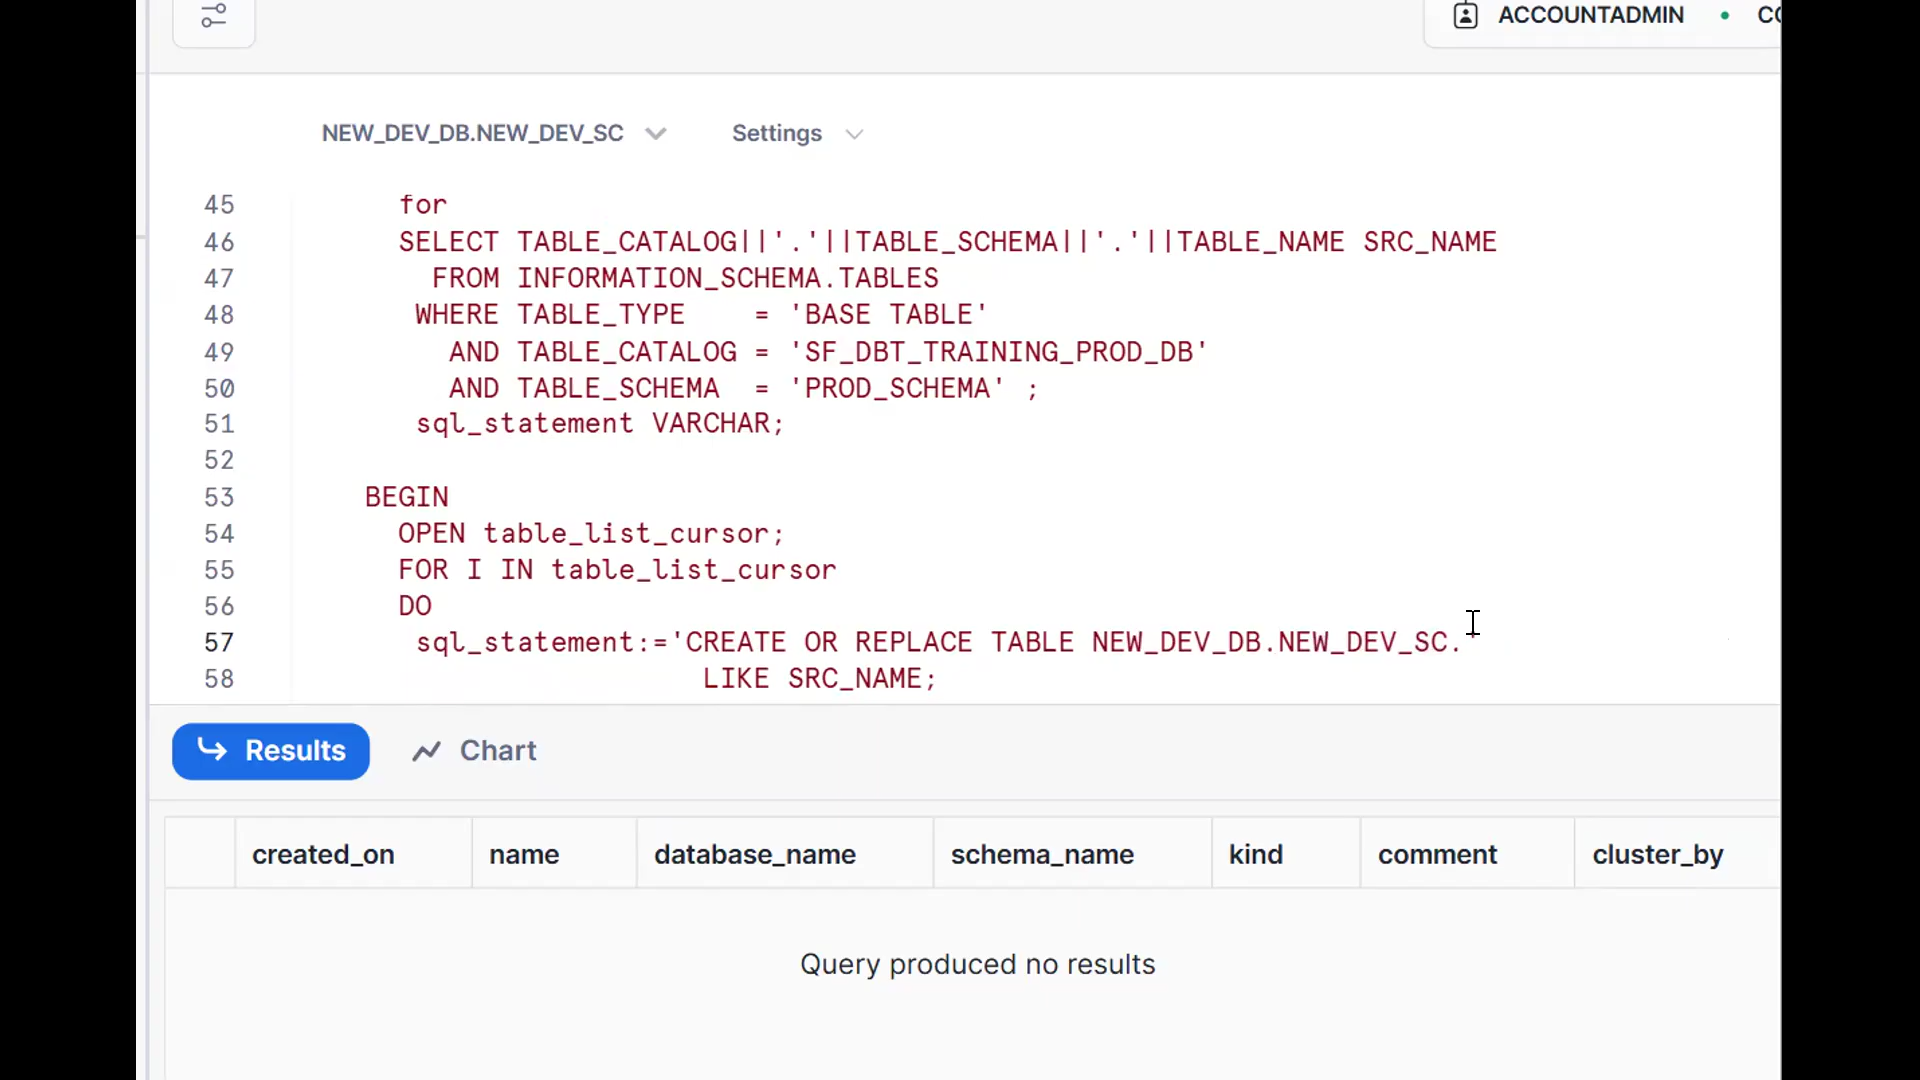 ACCOUNTADMIN
NEW_DEV_DB.NEW_DEV_SC Settings
45 for
46 SELECT TABLE_CATALOG||'.'||TABLE_SCHEMA||'.'||TABLE_NAME SRC_NAME
47 FROM INFORMATION_SCHEMA.TABLES
48 WHERE TABLE_TYPE = 'BASE TABLE'
49 AND TABLE_CATALOG = 'SF_DBT_TRAINING_PROD_DB'
50 AND TABLE_SCHEMA = 'PROD_SCHEMA' ;
51 sql_statement VARCHAR;
52
53 BEGIN
54 OPEN table_list_cursor;
55 FOR I IN table_list_cursor
56 DO
57 sql_statement:='CREATE OR REPLACE TABLE NEW_DEV_DB.NEW_DEV_SC.'
58 LIKE SRC_NAME;
Results Chart
created_on name database_name schema_name kind comment cluster_by
Query produced no results